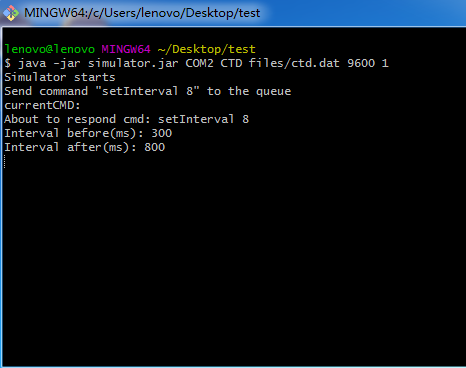 MINGW64:/c/Users/lenovo/Desktop/test
lenovo@lenovo MINGW64 ~/Desktop/test
$ java -jar simulator.jar COM2 CTD files/ctd.dat 9600 1
Simulator starts
Send command "setInterval 8" to the queue
currentCMD:
About to respond cmd: setInterval 8
Interval before(ms): 300
Interval after(ms): 800